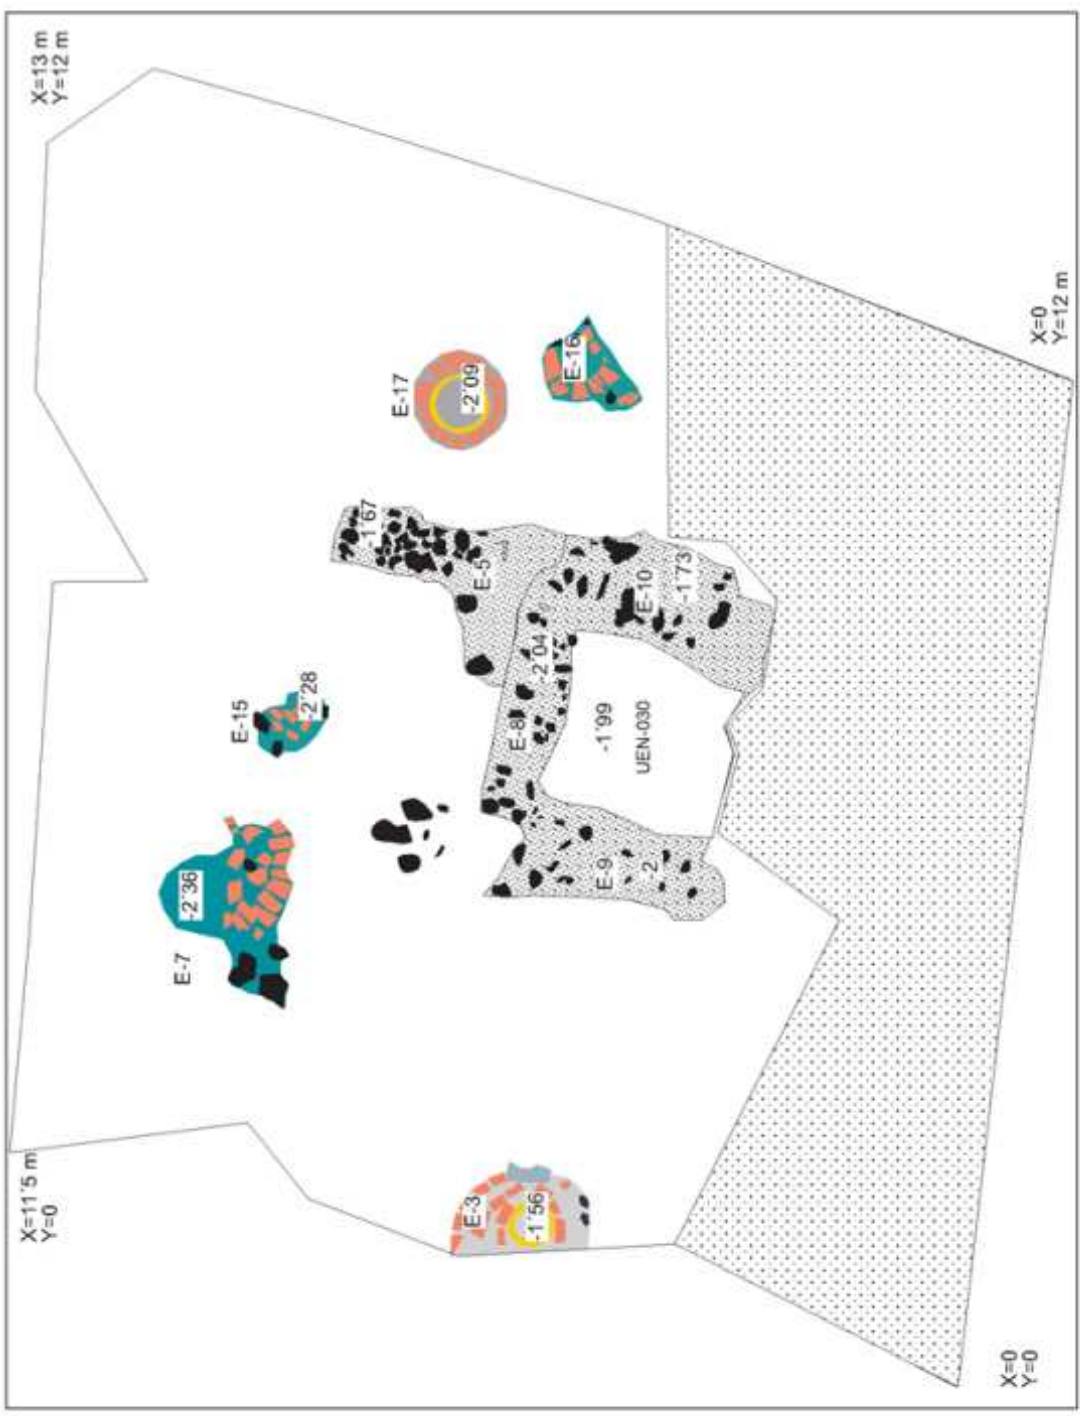 X=13 m
Y=12 m
X=0
Y=12 m
E-17
-2´09
E-16
-1´67
E-5
E-10
-1´73
E-15
-2´28
-2´04
E-8
-1´99
UEN-030
E-7
-2´36
E-9
2
X=11´5 m
Y=0
E-3
-1´56
X=0
Y=0